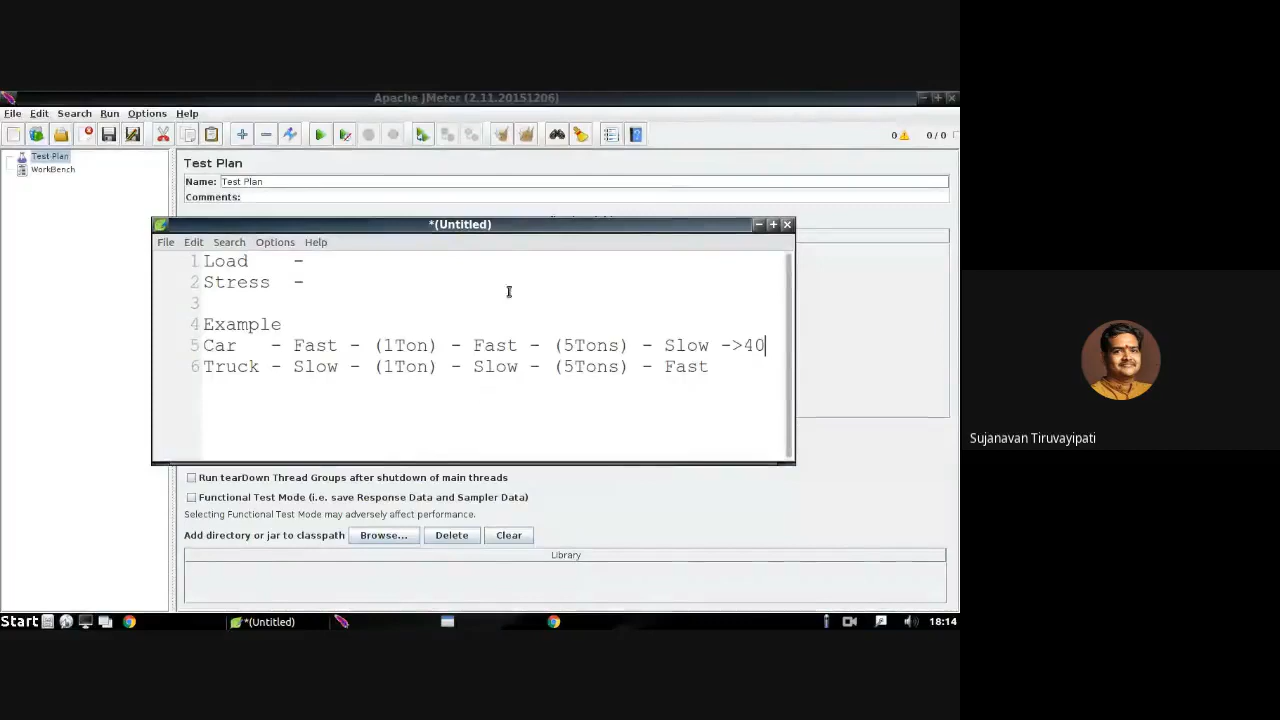 Apache JMeter (2.11.20151206)
File Edit Search Run Options Help
0 0 / 0
Test Plan
WorkBench
Test Plan
Name: Test Plan
Comments:
*(Untitled)
File Edit Search Options Help
1 Load -
2 Stress -
3
4 Example
5 Car - Fast - (1Ton) - Fast - (5Tons) - Slow ->40
6 Truck - Slow - (1Ton) - Slow - (5Tons) - Fast
Run tearDown Thread Groups after shutdown of main threads
Functional Test Mode (i.e. save Response Data and Sampler Data)
Selecting Functional Test Mode may adversely affect performance.
Add directory or jar to classpath Browse... Delete Clear
Library
Start *(Untitled) 18:14
Sujanavan Tiruvayipati